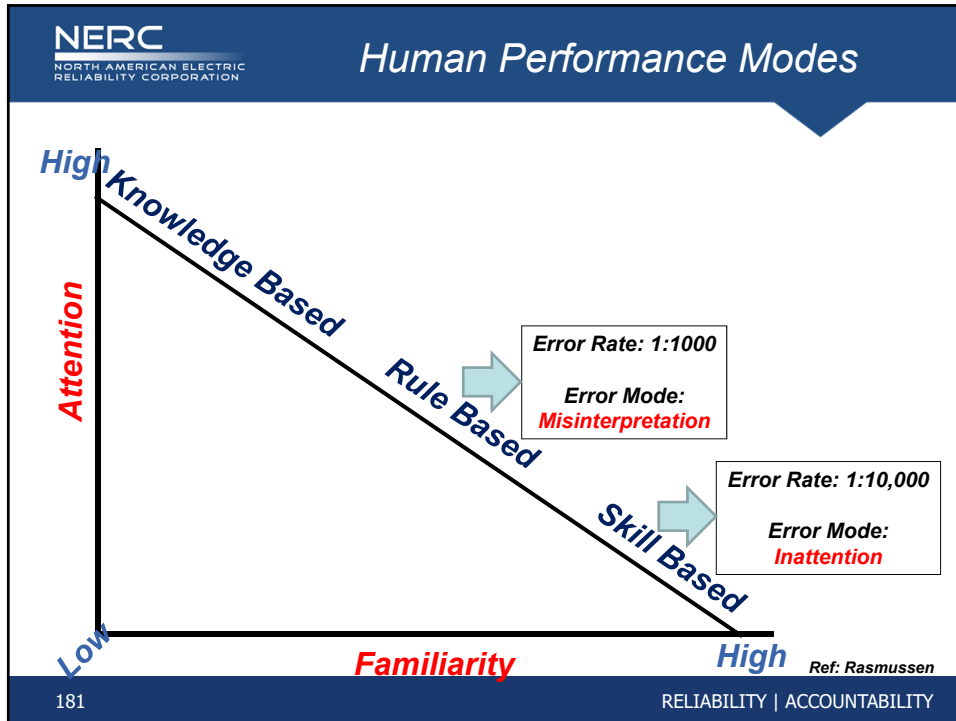 NERC
NORTH AMERICAN ELECTRIC
RELIABILITY CORPORATION
Human Performance Modes
High
Knowledge Based
Attention
Error Rate: 1:1000
Error Mode:
Misinterpretation
Rule Based
Error Rate: 1:10,000
Error Mode:
Inattention
Skill Based
Low
Familiarity
High
Ref: Rasmussen
181
RELIABILITY | ACCOUNTABILITY